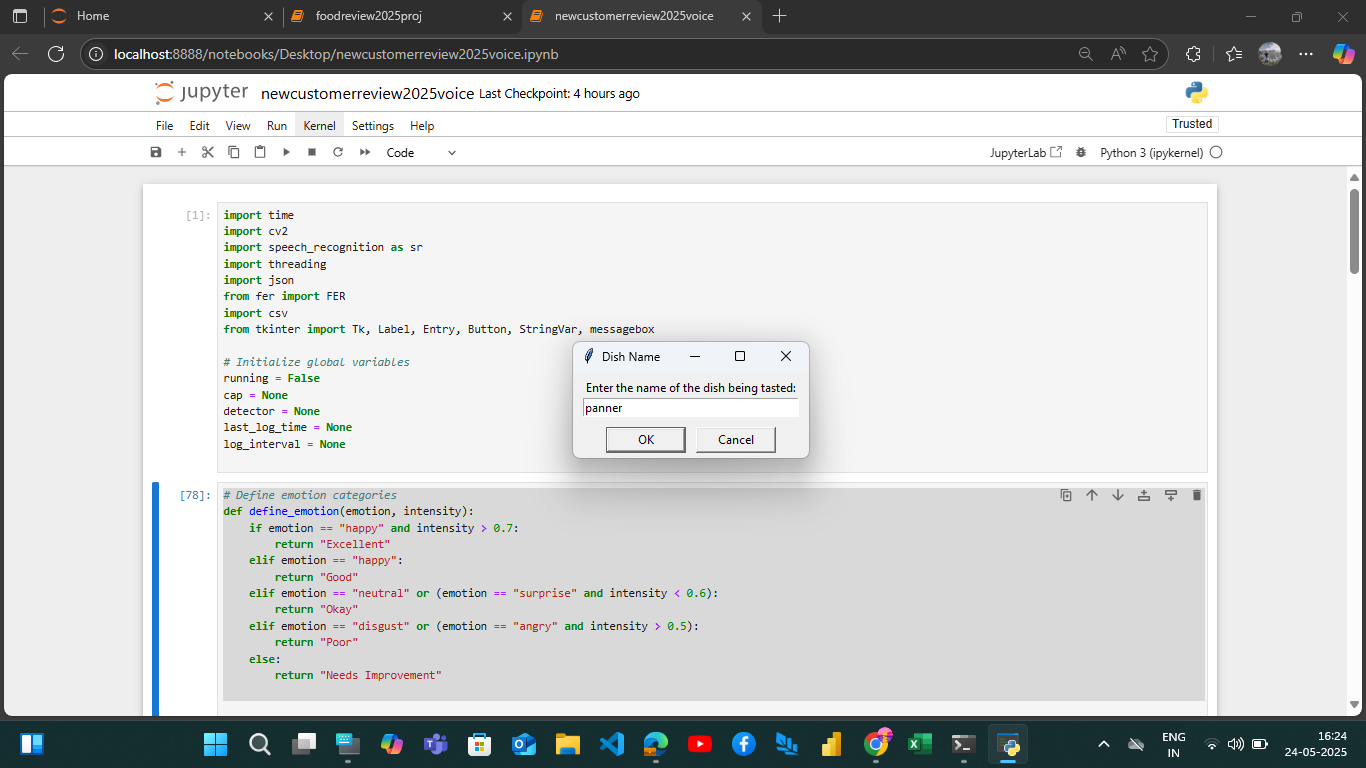 Home
foodreview2025proj
newcustomerreview2025voice
localhost:8888/notebooks/Desktop/newcustomerreview2025voice.ipynb
jupyter newcustomerreview2025voice Last Checkpoint: 4 hours ago
File Edit View Run Kernel Settings Help
Trusted
Code
JupyterLab
Python 3 (ipykernel)
[1]:
import time
import cv2
import speech_recognition as sr
import threading
import json
from fer import FER
import csv
from tkinter import Tk, Label, Entry, Button, StringVar, messagebox
# Initialize global variables
running = False
cap = None
detector = None
last_log_time = None
log_interval = None
Dish Name
Enter the name of the dish being tasted:
panner
OK Cancel
[78]:
# Define emotion categories
def define_emotion(emotion, intensity):
    if emotion == "happy" and intensity > 0.7:
        return "Excellent"
    elif emotion == "happy":
        return "Good"
    elif emotion == "neutral" or (emotion == "surprise" and intensity < 0.6):
        return "Okay"
    elif emotion == "disgust" or (emotion == "angry" and intensity > 0.5):
        return "Poor"
    else:
        return "Needs Improvement"
ENG
IN
16:24
24-05-2025